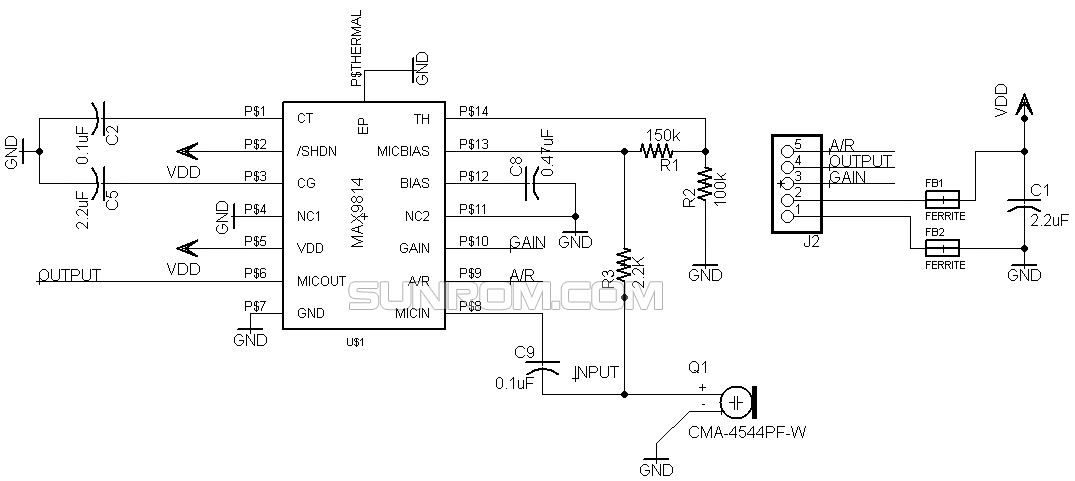 P$THERMAL
GND
P$1
CT
EP
TH
P$14
0.1uF
C2
GND
P$2
/SHDN
MICBIAS
P$13
150k
R1
VDD
C8
0.47uF
P$3
CG
BIAS
P$12
2.2uF
C5
R2
100k
GND
P$4
NC1
MAX9814
NC2
P$11
GND
P$5
VDD
GAIN
P$10
GAIN
VDD
OUTPUT
P$6
MICOUT
A/R
P$9
A/R
R3
2.2K
GND
SUNROM.COM
P$7
GND
MICIN
P$8
GND
U$1
C9
0.1uF
INPUT
Q1
+
-
CMA-4544PF-W
GND
VDD
5
A/R
4
OUTPUT
3
GAIN
2
1
J2
FB1
FERRITE
FB2
FERRITE
C1
2.2uF
GND